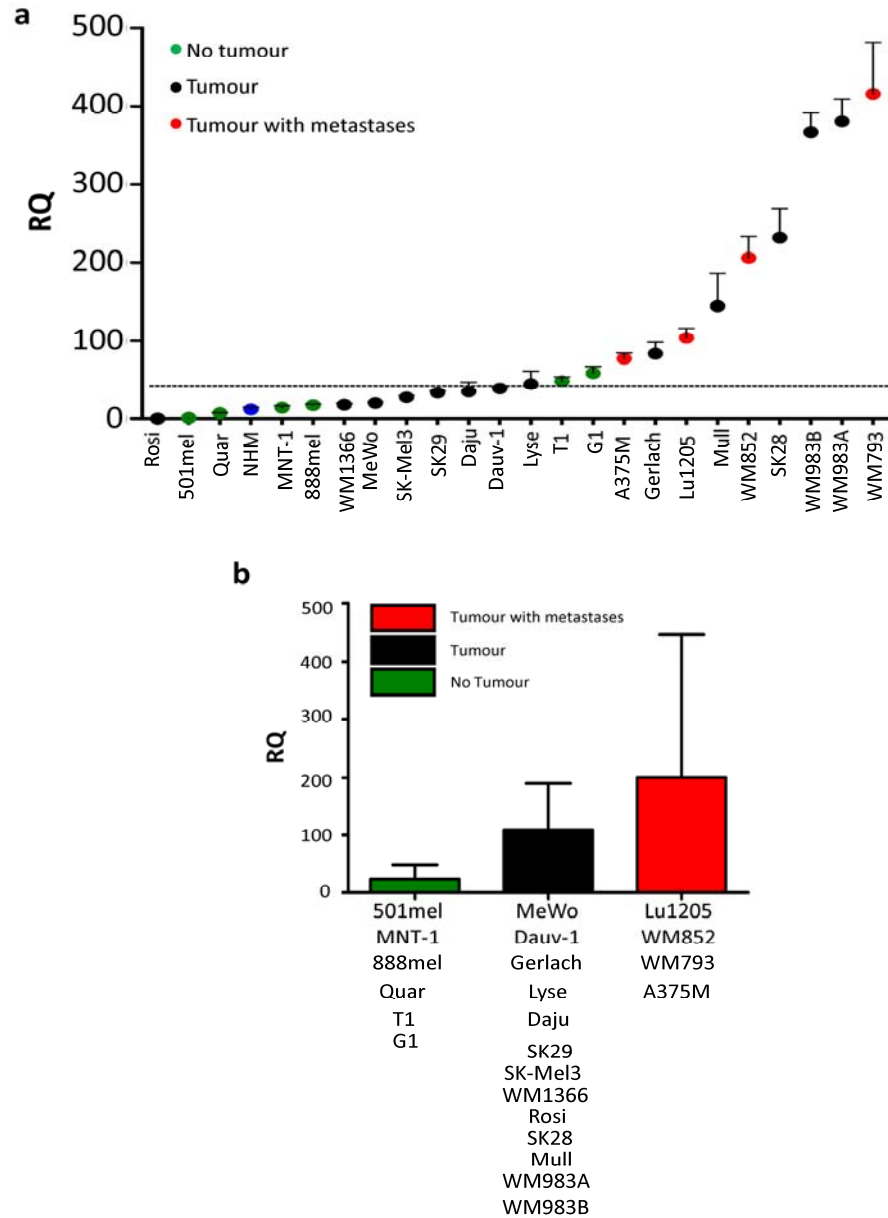 a
500
400
300
200
100
0
RQ
No tumour
Tumour
Tumour with metastases
Rosi
501mel
Quar
NHM
MNT-1
888mel
WM1366
MeWo
SK-Mel3
SK29
Daju
Dauv-1
Lyse
T1
G1
A375M
Gerlach
Lu1205
Mull
WM852
SK28
WM983B
WM983A
WM793
b
500
400
300
200
100
0
RQ
Tumour with metastases
Tumour
No Tumour
501mel MeWo Lu1205
MNT-1 Dauv-1 WM852
888mel Gerlach WM793
Quar Lyse A375M
T1 Daju
G1
SK29
SK-Mel3
WM1366
Rosi
SK28
Mull
WM983A
WM983B